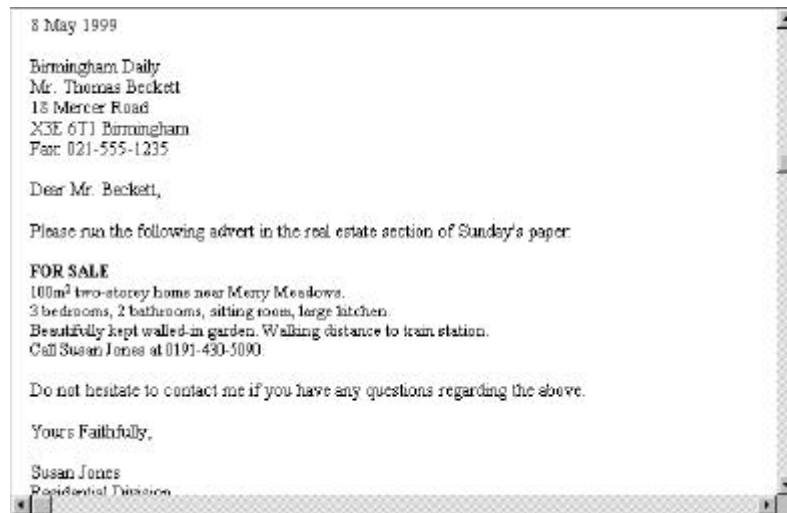 8 May 1999
Birmingham Daily
Mr. Thomas Beckett
18 Mercer Road
X3E 6T1 Birmingham
Fax: 021-555-1235
Dear Mr. Beckett,
Please run the following advert in the real estate section of Sunday's paper:
FOR SALE
100m² two-storey home near Merry Meadows.
3 bedrooms, 2 bathrooms, sitting room, large kitchen.
Beautifully kept walled-in garden. Walking distance to train station.
Call Susan Jones at 0191-430-5090.
Do not hesitate to contact me if you have any questions regarding the above.
Yours Faithfully,
Susan Jones
Residential Division